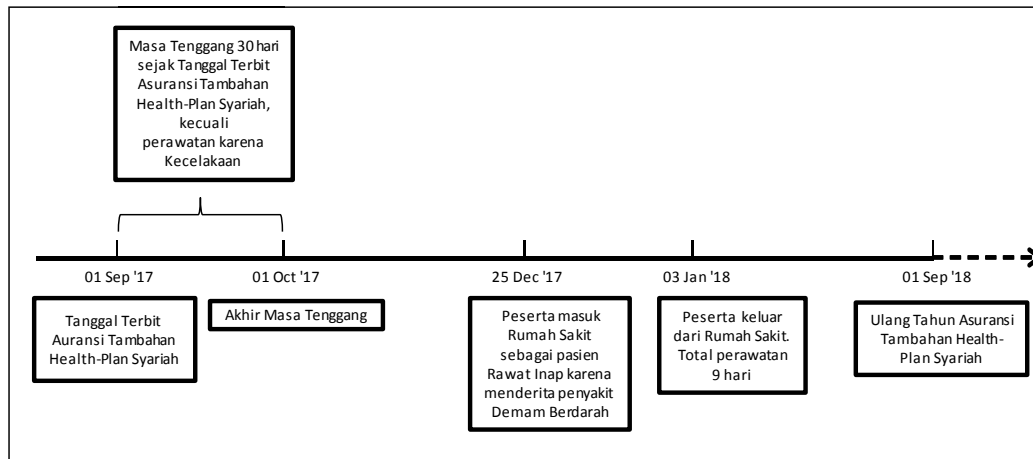 Masa Tenggang 30 hari
sejak Tanggal Terbit
Asuransi Tambahan
Health-Plan Syariah,
kecuali
perawatan karena
Kecelakaan
01 Sep '17
01 Oct '17
25 Dec '17
03 Jan '18
01 Sep '18
Tanggal Terbit
Auransi Tambahan
Health-Plan Syariah
Akhir Masa Tenggang
Peserta masuk
Rumah Sakit
sebagai pasien
Rawat Inap karena
menderita penyakit
Demam Berdarah
Peserta keluar
dari Rumah Sakit.
Total perawatan
9 hari
Ulang Tahun Asuransi
Tambahan Health-
Plan Syariah